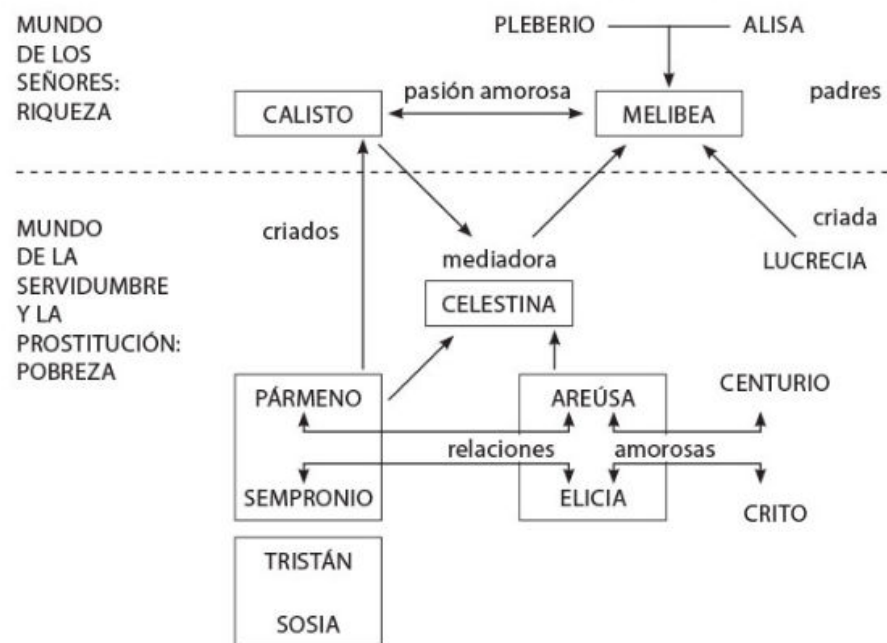 MUNDO
DE LOS
SEÑORES:
RIQUEZA
PLEBERIO
ALISA
pasión amorosa
padres
CALISTO
MELIBEA
MUNDO
DE LA
SERVIDUMBRE
Y LA
PROSTITUCIÓN:
POBREZA
criados
criada
mediadora
LUCRECIA
CELESTINA
PÁRMENO
AREÚSA
CENTURIO
relaciones
amorosas
SEMPRONIO
ELICIA
CRITO
TRISTÁN
SOSIA